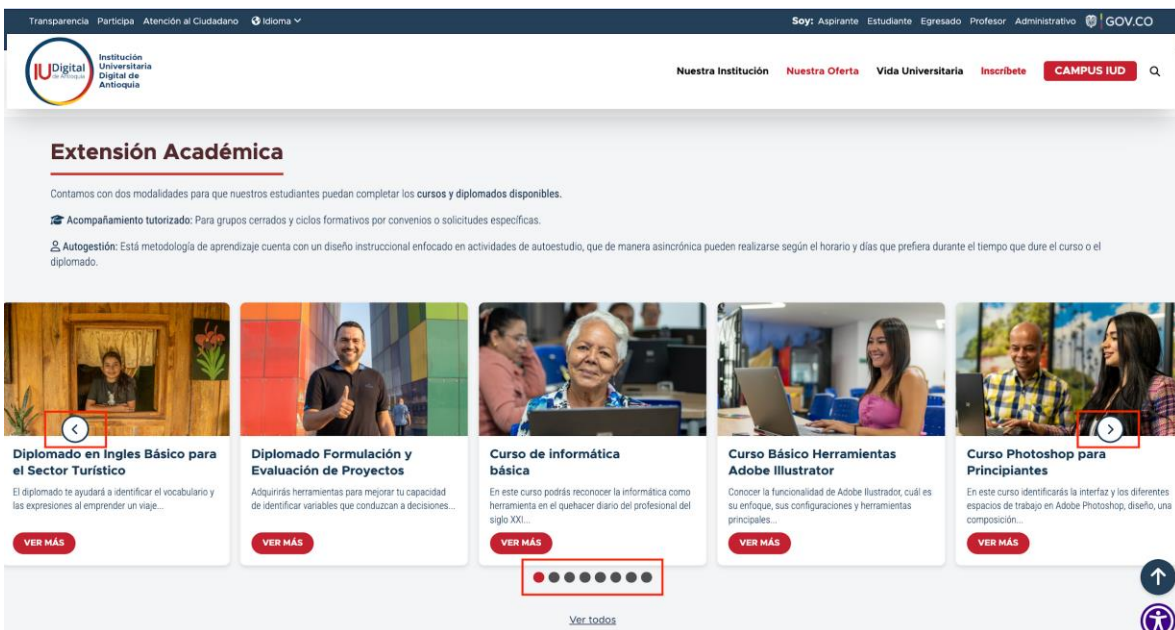 Transparencia Participa Atención al Ciudadano Idioma
Soy: Aspirante Estudiante Egresado Profesor Administrativo GOV.CO
IUDigital
de Antioquia
Institución
Universitaria
Digital de
Antioquia
Nuestra Institución Nuestra Oferta Vida Universitaria Inscríbete CAMPUS IUD
Extensión Académica
Contamos con dos modalidades para que nuestros estudiantes puedan completar los cursos y diplomados disponibles.
Acompañamiento tutorizado: Para grupos cerrados y ciclos formativos por convenios o solicitudes específicas.
Autogestión: Está metodología de aprendizaje cuenta con un diseño instruccional enfocado en actividades de autoestudio, que de manera asincrónica pueden realizarse según el horario y días que prefiera durante el tiempo que dure el curso o el
diplomado.
Diplomado en Ingles Básico para
el Sector Turístico
El diplomado te ayudará a identificar el vocabulario y
las expresiones al emprender un viaje...
VER MÁS
Diplomado Formulación y
Evaluación de Proyectos
Adquirirás herramientas para mejorar tu capacidad
de identificar variables que conduzcan a decisiones...
VER MÁS
Curso de informática
básica
En este curso podrás reconocer la informática como
herramienta en el quehacer diario del profesional del
siglo XXI...
VER MÁS
Curso Básico Herramientas
Adobe Illustrator
Conocer la funcionalidad de Adobe Ilustrador, cuál es
su enfoque, sus configuraciones y herramientas
principales...
VER MÁS
Curso Photoshop para
Principiantes
En este curso identificarás la interfaz y los diferentes
espacios de trabajo en Adobe Photoshop, diseño, una
composición...
VER MÁS
Ver todos